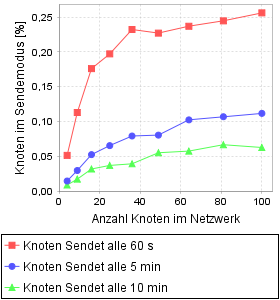 Knoten im Sendemodus [%]
0,25
0,20
0,15
0,10
0,05
0,00
0 20 40 60 80 100
Anzahl Knoten im Netzwerk
Knoten Sendet alle 60 s
Knoten Sendet alle 5 min
Knoten Sendet alle 10 min